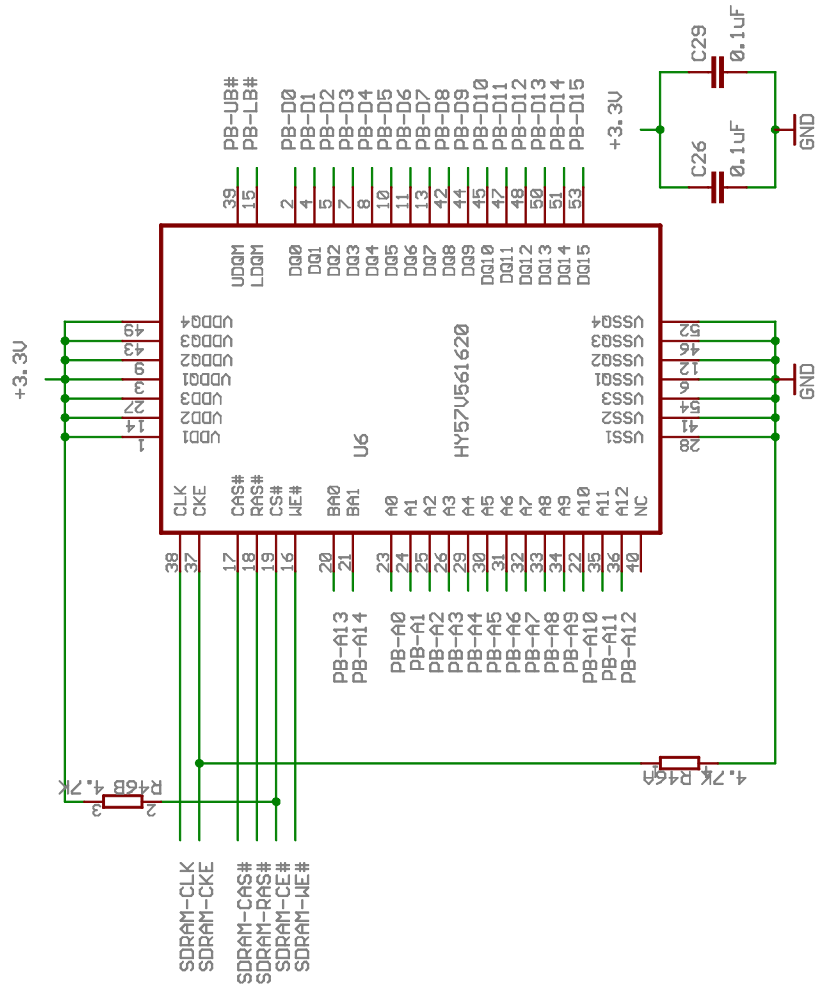 PB-UB#
PB-LB#
PB-D0
PB-D1
PB-D2
PB-D3
PB-D4
PB-D5
PB-D6
PB-D7
PB-D8
PB-D9
PB-D10
PB-D11
PB-D12
PB-D13
PB-D14
PB-D15
39
15
2
4
5
7
8
10
11
13
42
44
45
47
48
50
51
53
UDQM
LDQM
DQ0
DQ1
DQ2
DQ3
DQ4
DQ5
DQ6
DQ7
DQ8
DQ9
DQ10
DQ11
DQ12
DQ13
DQ14
DQ15
+3.3V
C29
0.1uF
C26
0.1uF
GND
+3.3V
49
43
9
3
27
14
1
VDDQ4
VDDQ3
VDDQ2
VDDQ1
VDD3
VDD2
VDD1
U6
HY57V561620
VSSQ4
VSSQ3
VSSQ2
VSSQ1
VSS3
VSS2
VSS1
52
46
12
6
54
41
28
GND
CLK
CKE
CAS#
RAS#
CS#
WE#
BA0
BA1
A0
A1
A2
A3
A4
A5
A6
A7
A8
A9
A10
A11
A12
NC
38
37
17
18
19
16
20
21
23
24
25
26
29
30
31
32
33
34
22
35
36
40
PB-A13
PB-A14
PB-A0
PB-A1
PB-A2
PB-A3
PB-A4
PB-A5
PB-A6
PB-A7
PB-A8
PB-A9
PB-A10
PB-A11
PB-A12
R46B
4.7K
3
2
R46A
4.7K
1
4
SDRAM-CLK
SDRAM-CKE
SDRAM-CAS#
SDRAM-RAS#
SDRAM-CE#
SDRAM-WE#